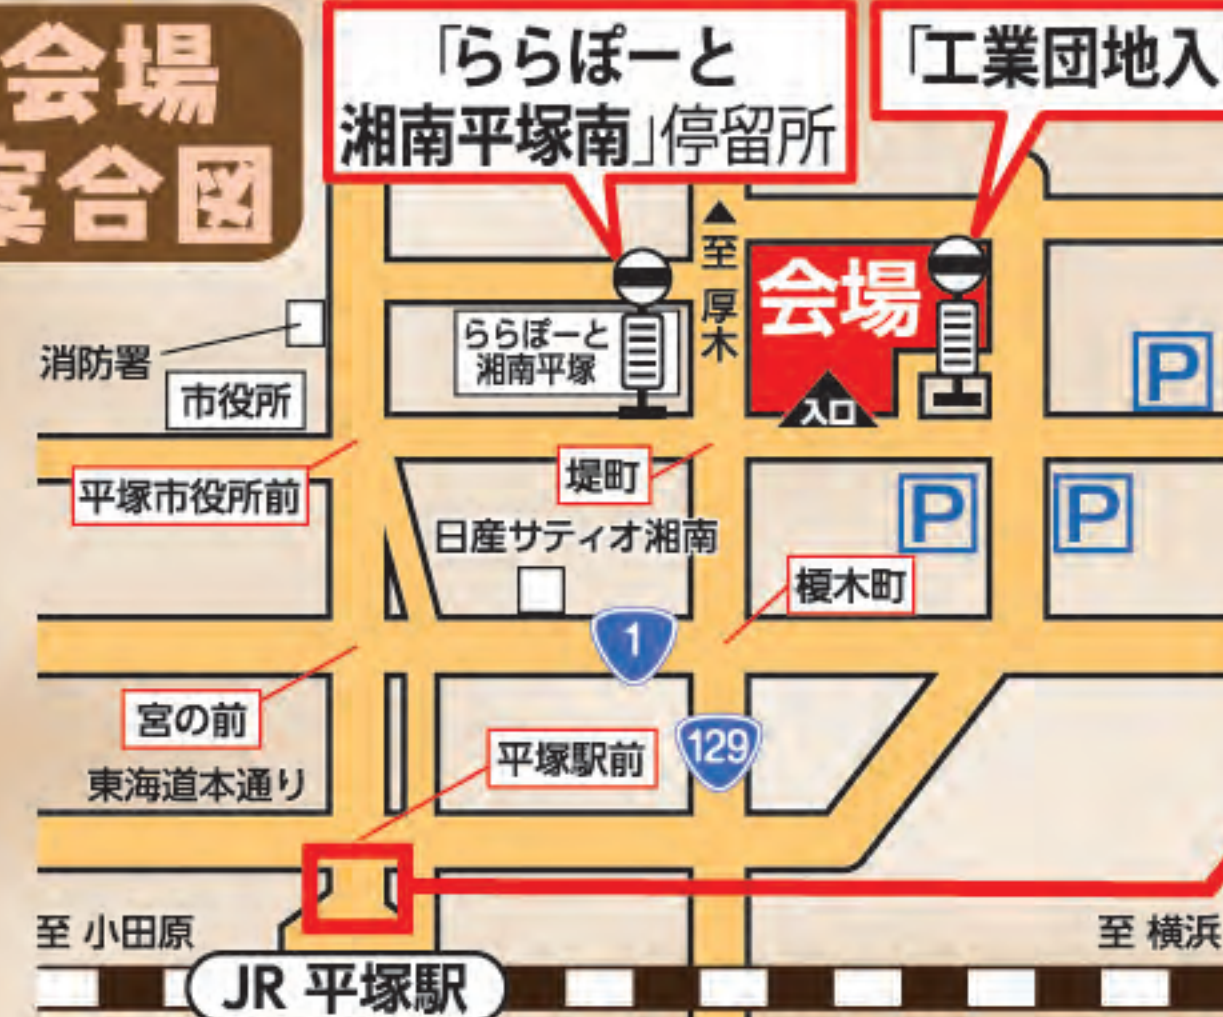 会場
案合図
「ららぽーと
湘南平塚南」停留所
「工業団地入
▲至 厚木
会場
入口
ららぽーと
湘南平塚
消防署
市役所
P
平塚市役所前
堤町
P
P
日産サティオ湘南
榎木町
1
宮の前
129
平塚駅前
東海道本通り
至 小田原
至 横浜
JR 平塚駅